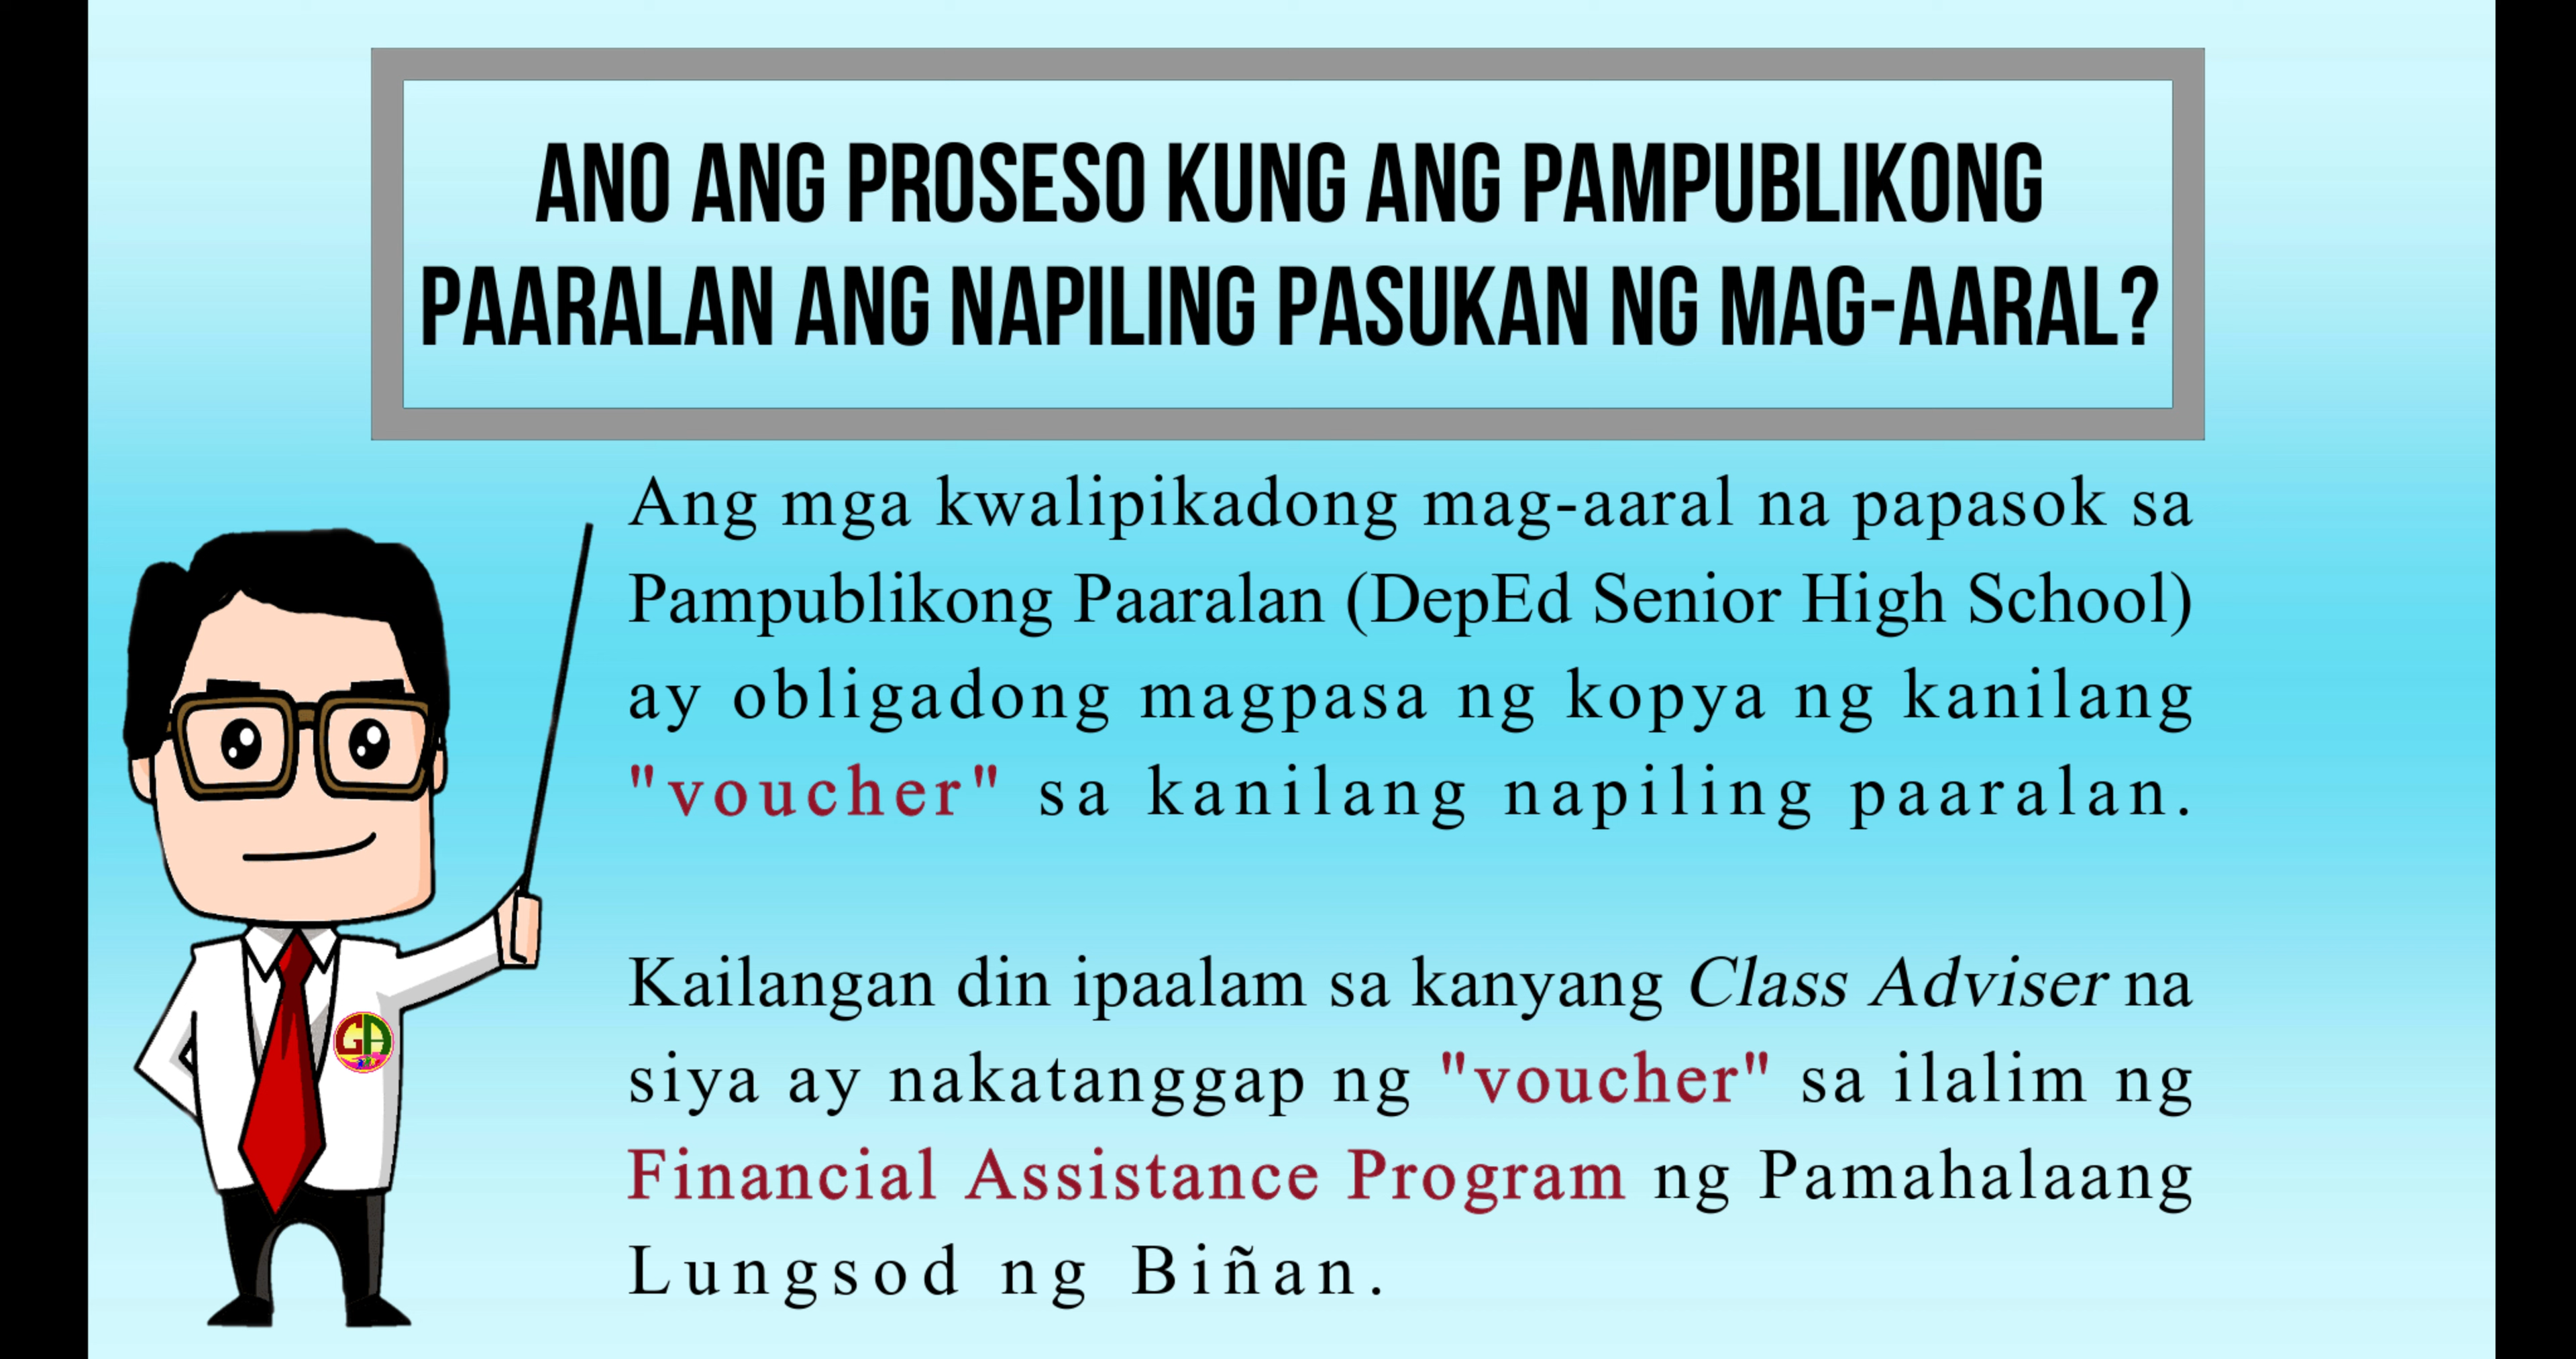 ANO ANG PROSESO KUNG ANG PAMPUBLIKONG
PAARALAN ANG NAPILING PASUKAN NG MAG-AARAL?
Ang mga kwalipikadong mag-aaral na papasok sa
Pampublikong Paaralan (DepEd Senior High School)
ay obligadong magpasa ng kopya ng kanilang
"voucher" sa kanilang napiling paaralan.
Kailangan din ipaalam sa kanyang Class Adviser na
siya ay nakatanggap ng "voucher" sa ilalim ng
Financial Assistance Program ng Pamahalaang
Lungsod ng Biñan.
GA